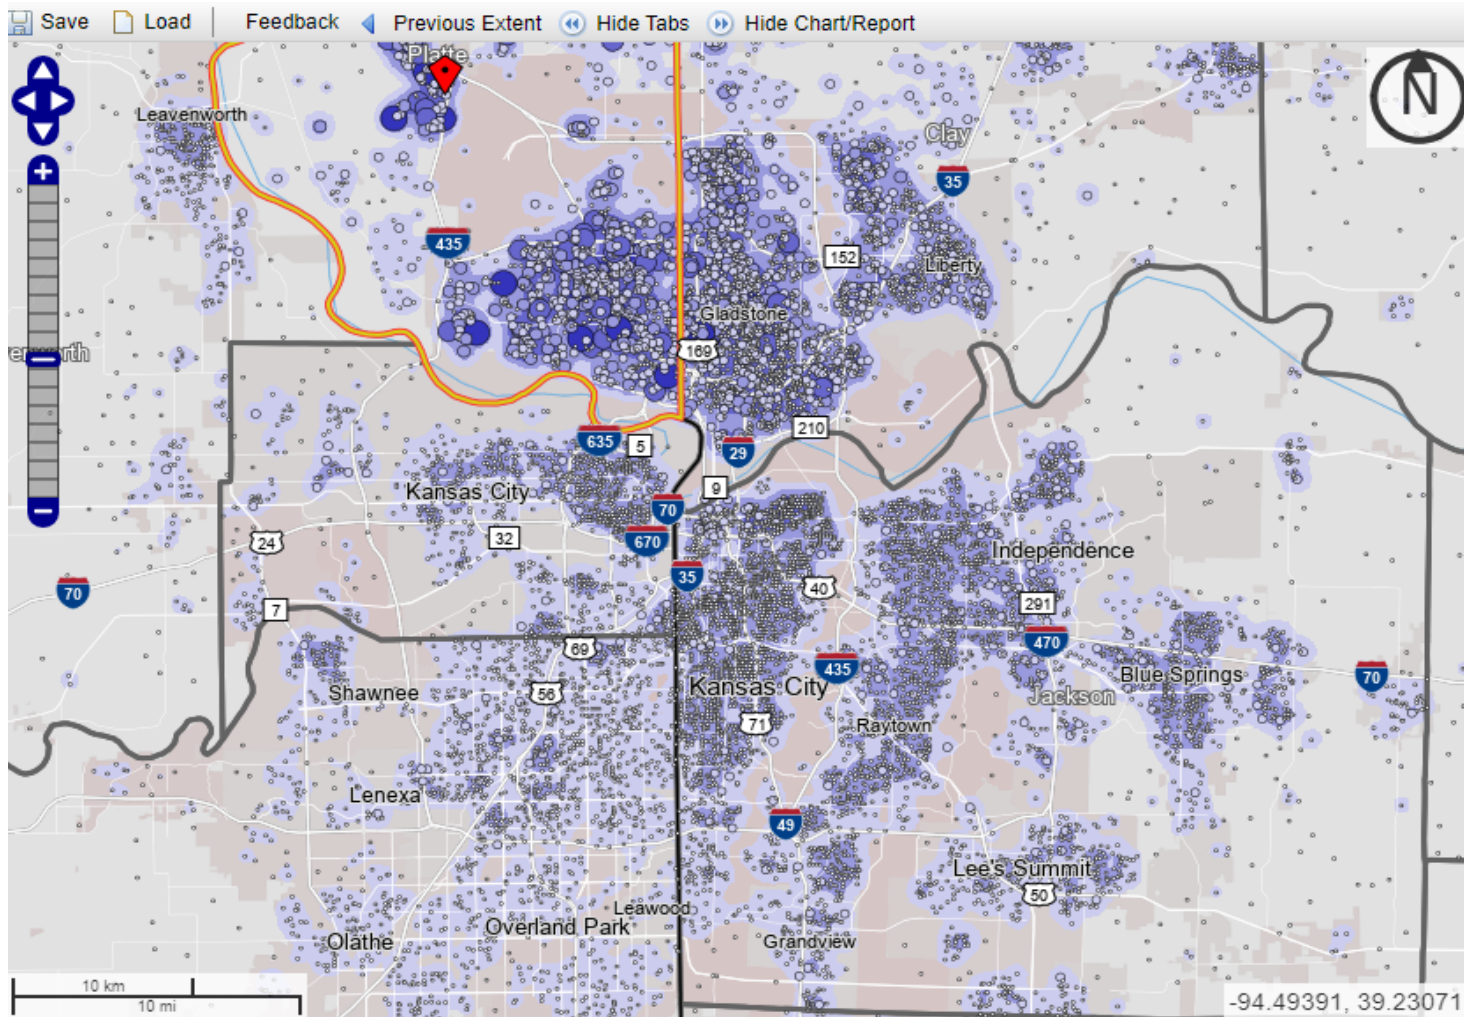 Save Load Feedback Previous Extent Hide Tabs Hide Chart/Report
Platte
N
Leavenworth
Clay
35
435
152
Liberty
Gladstone
169
635
5
210
29
Kansas City
9
70
24
32
670
Independence
35
40
70
7
291
69
470
435
Blue Springs
70
Shawnee
56
Kansas City
Jackson
71
Raytown
Lenexa
49
Lee's Summit
50
Leawood
Overland Park
Olathe
Grandview
10 km
10 mi
-94.49391, 39.23071